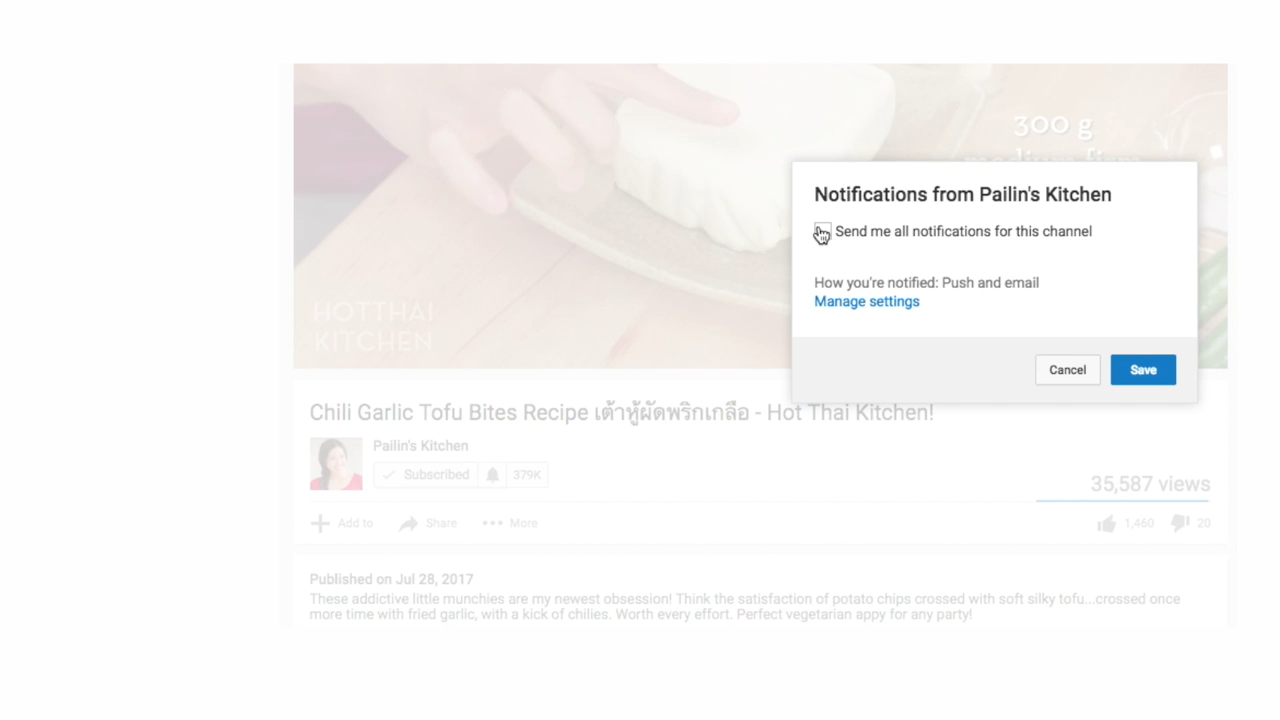 300 g
medium firm
Notifications from Pailin's Kitchen
Send me all notifications for this channel
How you're notified: Push and email
Manage settings
Cancel
Save
HOT THAI
KITCHEN
Chili Garlic Tofu Bites Recipe เต้าหู้ผัดพริกเกลือ - Hot Thai Kitchen!
Pailin's Kitchen
Subscribed 379K
35,587 views
Add to Share More
1,460 20
Published on Jul 28, 2017
These addictive little munchies are my newest obsession! Think the satisfaction of potato chips crossed with soft silky tofu...crossed once
more time with fried garlic, with a kick of chilies. Worth every effort. Perfect vegetarian appy for any party!